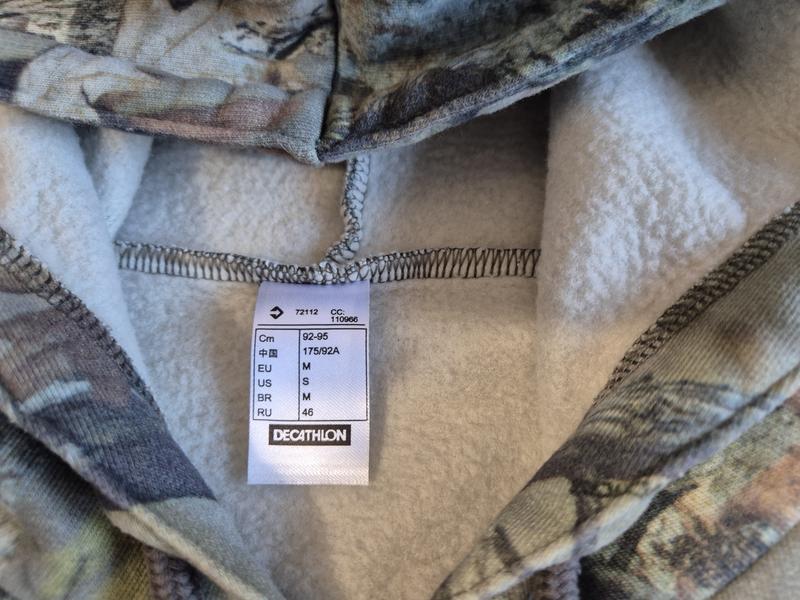 72112 CC:
110966
Cm 92-95
中国 175/92A
EU M
US S
BR M
RU 46
DECATHLON